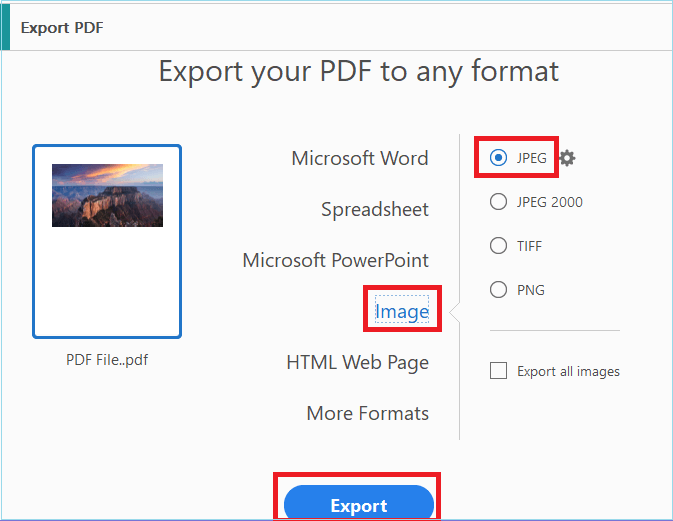 Export PDF
Export your PDF to any format
Microsoft Word
Spreadsheet
Microsoft PowerPoint
Image
HTML Web Page
More Formats
JPEG
JPEG 2000
TIFF
PNG
Export all images
PDF File..pdf
Export